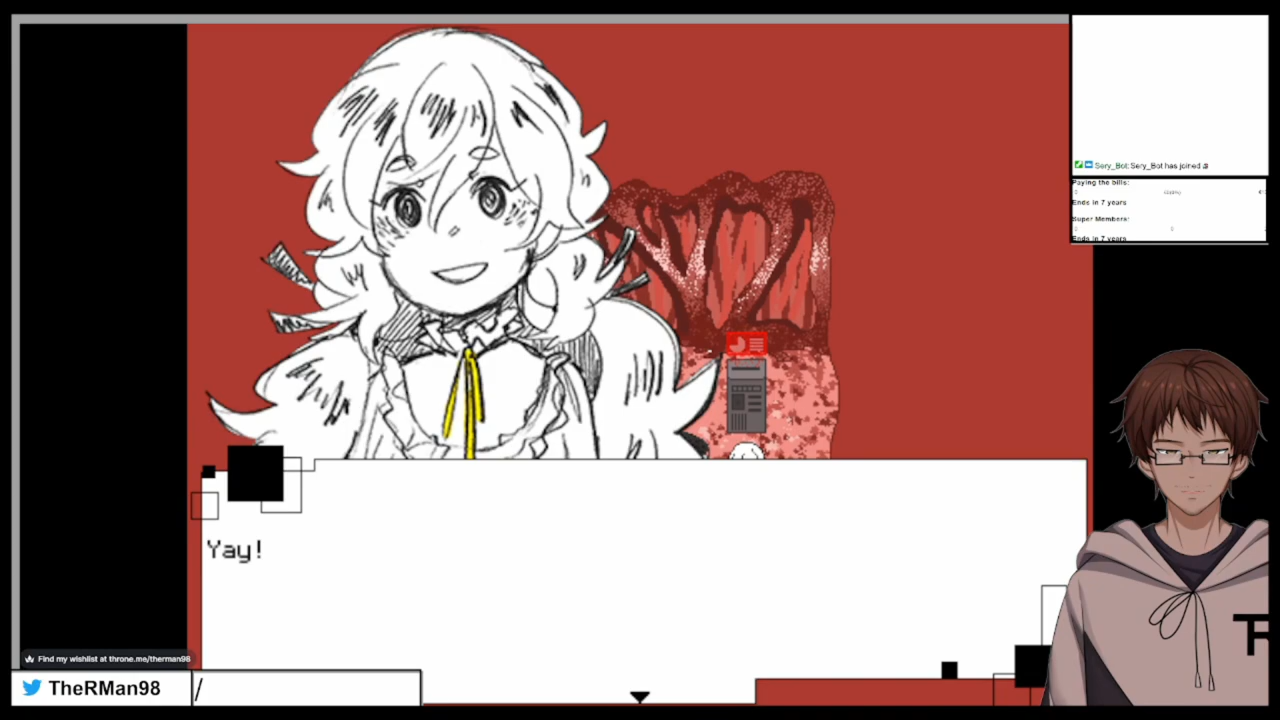 Sery_Bot: Sery_Bot has joined
Paying the bills:
Ends in 7 years
Super Members:
Ends in 7 years
Yay!
Find my wishlist at throne.me/therman98
TheRMan98
/